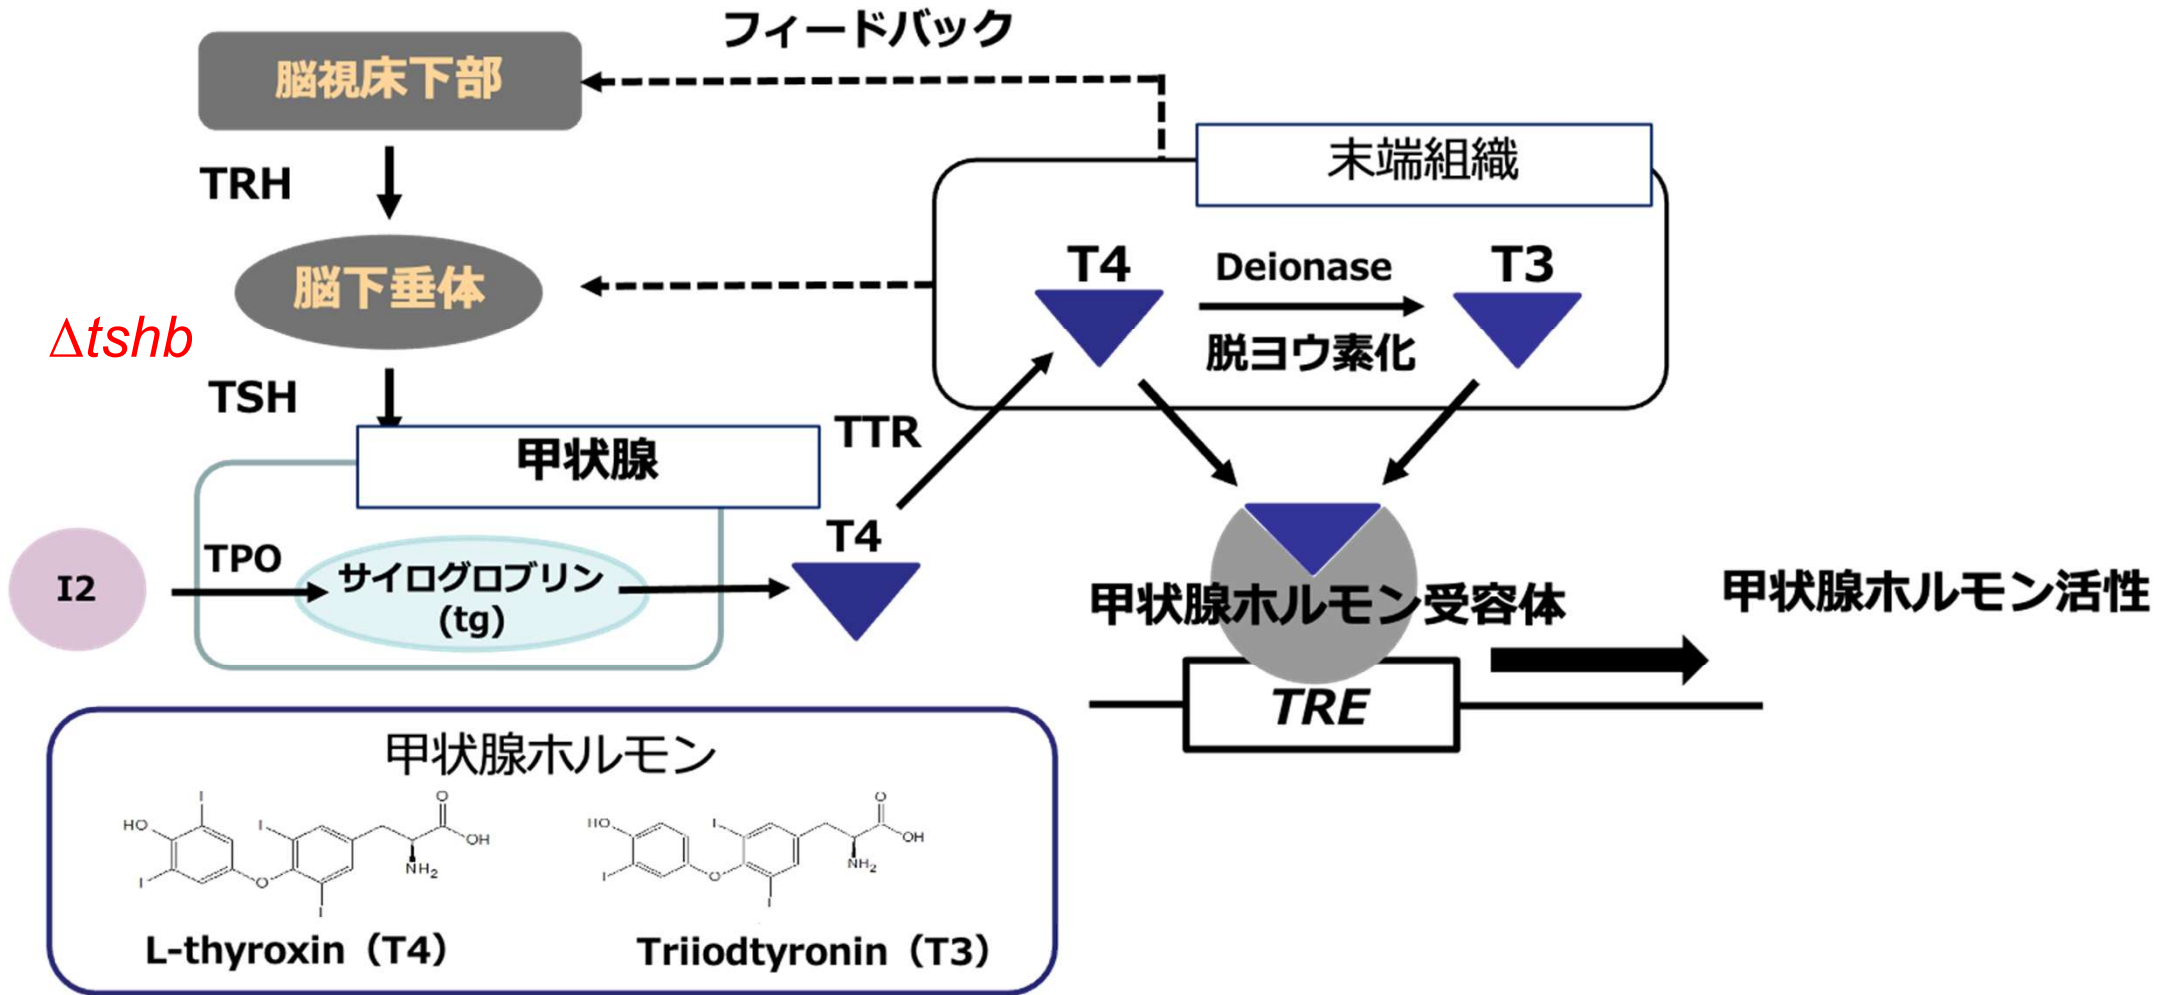 フィードバック
脳視床下部
末端組織
TRH
T4
Deionase
T3
脳下垂体
Δtshb
脱ヨウ素化
TSH
TTR
甲状腺
T4
TPO
I2
サイログロブリン
(tg)
甲状腺ホルモン受容体
甲状腺ホルモン活性
TRE
甲状腺ホルモン
I
HO
I
I
O
I
O
OH
NH2
HO
I
O
I
I
O
OH
NH2
L-thyroxin（T4）
Triiodtyronin（T3）